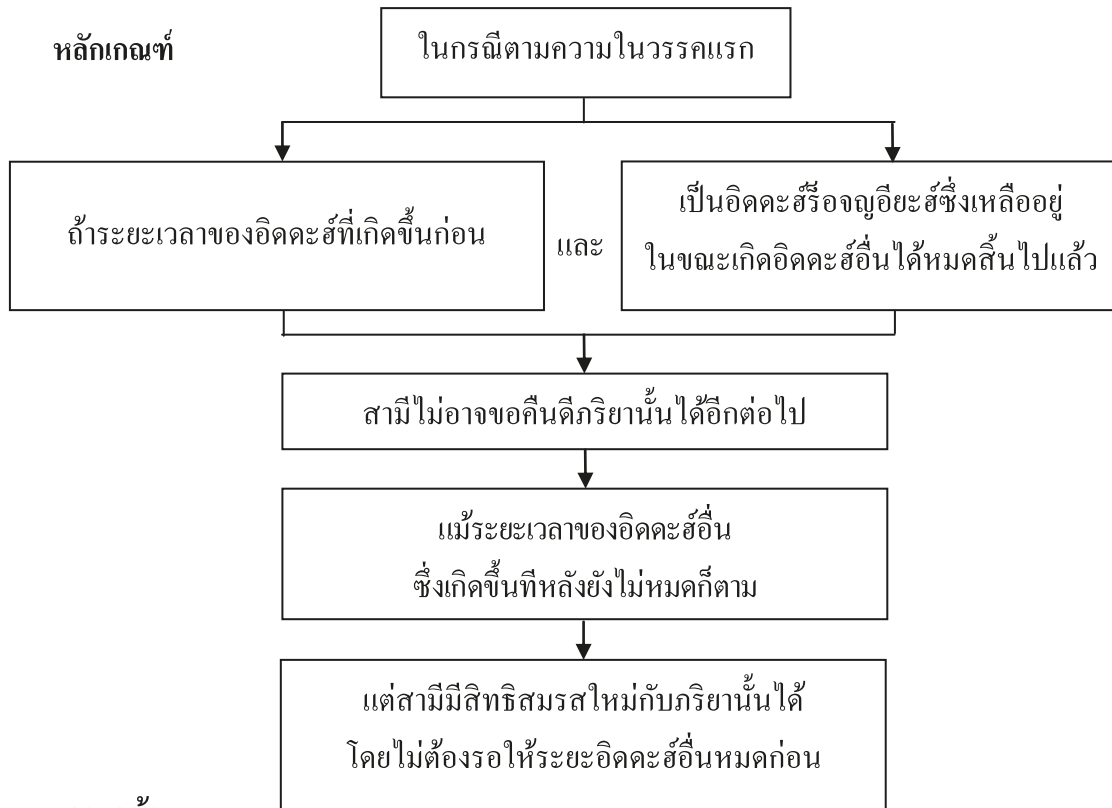 หลักเกณฑ์
ในกรณีตามความในวรรคแรก
ถ้าระยะเวลาของอิดดะฮ์ที่เกิดขึ้นก่อน
และ
เป็นอิดดะฮ์ร็อจญอียะฮ์ซึ่งเหลืออยู่
ในขณะเกิดอิดดะฮ์อื่นได้หมดสิ้นไปแล้ว
สามีไม่อาจขอคืนดีภริยานั้นได้อีกต่อไป
แม้ระยะเวลาของอิดดะฮ์อื่น
ซึ่งเกิดขึ้นทีหลังยังไม่หมดก็ตาม
แต่สามีมีสิทธิสมรสใหม่กับภริยานั้นได้
โดยไม่ต้องรอให้ระยะอิดดะฮ์อื่นหมดก่อน